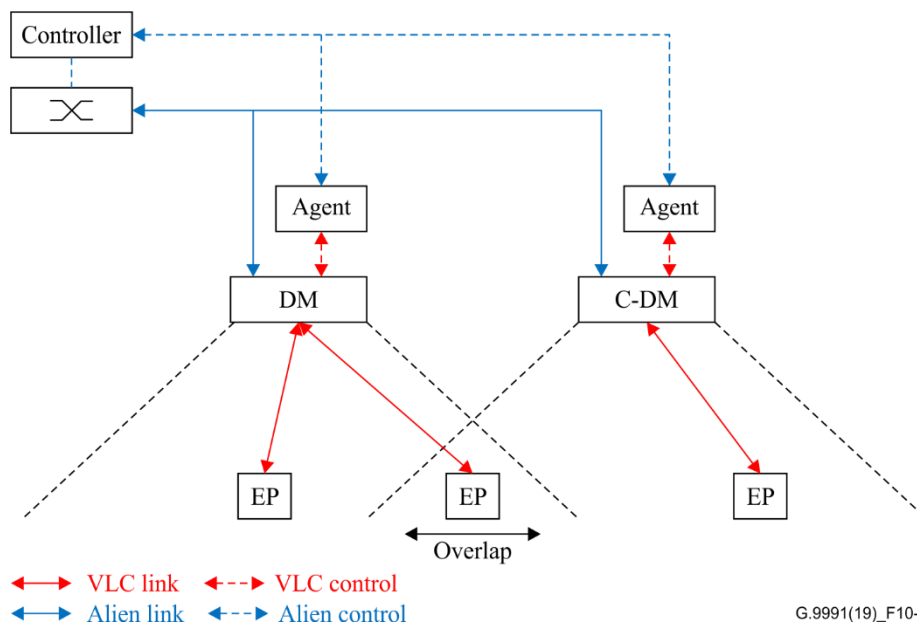 Controller
Agent
Agent
DM
C-DM
EP
EP
EP
Overlap
VLC link
VLC control
Alien link
Alien control
G.9991(19)_F10-